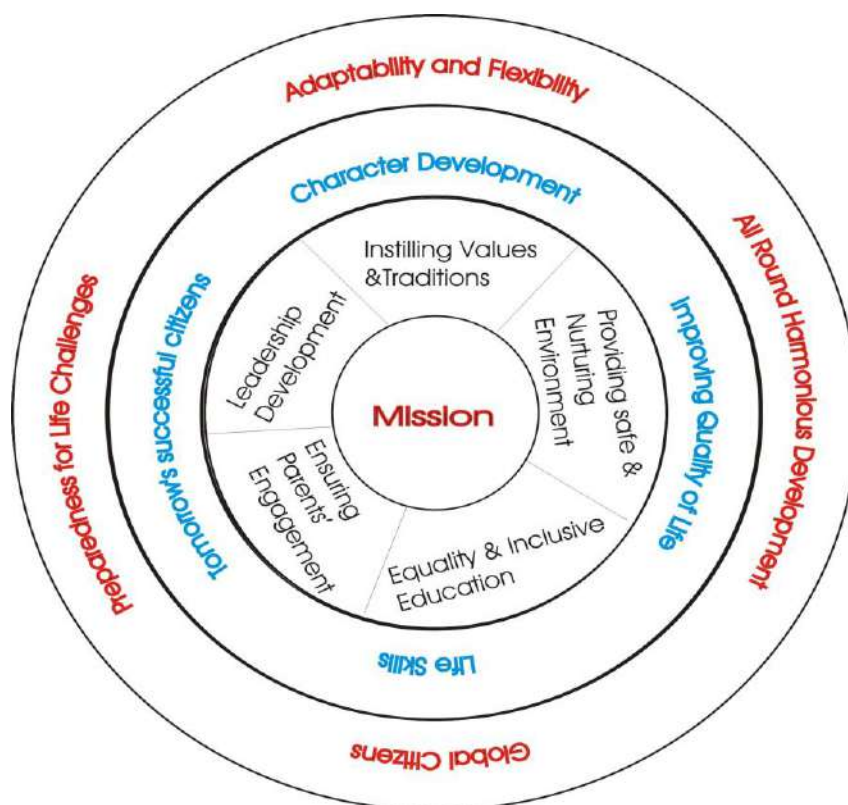 Adaptability and Flexibility
Character Development
Instilling Values
&Traditions
Leadership
Development
Providing safe &
Nurturing
Environment
Mission
Ensuring
Parents'
Engagement
Equality & Inclusive
Education
Preparedness for Life Challenges
Tomorrow's successful citizens
Improving Quality of Life
All Round Harmonious Development
Life Skills
Global Citizens